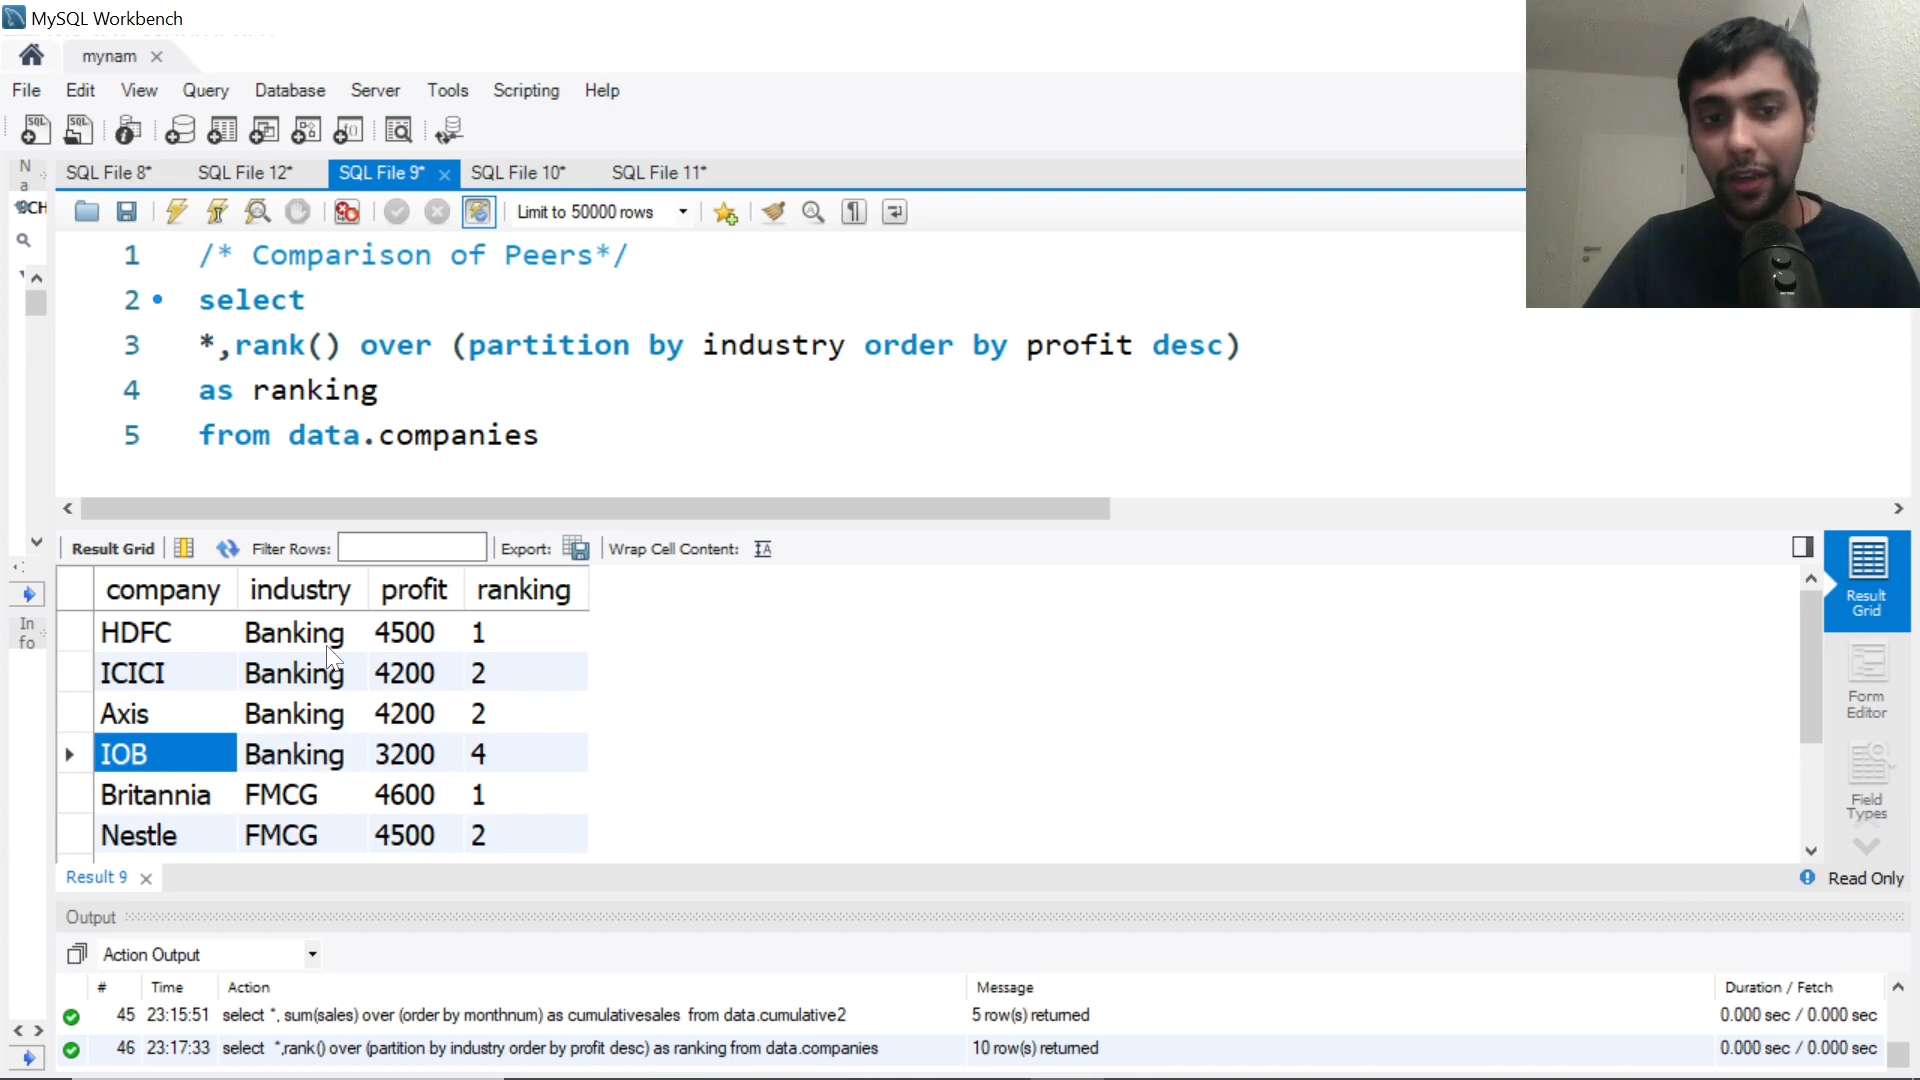 MySQL Workbench
mynam
File Edit View Query Database Server Tools Scripting Help
SQL File 8* SQL File 12* SQL File 9* SQL File 10* SQL File 11*
Na
SCH
Limit to 50000 rows
1 /* Comparison of Peers*/
2 select
3 *,rank() over (partition by industry order by profit desc)
4 as ranking
5 from data.companies
Result Grid Filter Rows: Export: Wrap Cell Content:
company industry profit ranking
HDFC Banking 4500 1
ICICI Banking 4200 2
Axis Banking 4200 2
IOB Banking 3200 4
Britannia FMCG 4600 1
Nestle FMCG 4500 2
Info
Result Grid
Form Editor
Field Types
Result 9
Read Only
Output
Action Output
# Time Action Message Duration / Fetch
45 23:15:51 select *, sum(sales) over (order by monthnum) as cumulativesales from data.cumulative2 5 row(s) returned 0.000 sec / 0.000 sec
46 23:17:33 select *,rank() over (partition by industry order by profit desc) as ranking from data.companies 10 row(s) returned 0.000 sec / 0.000 sec